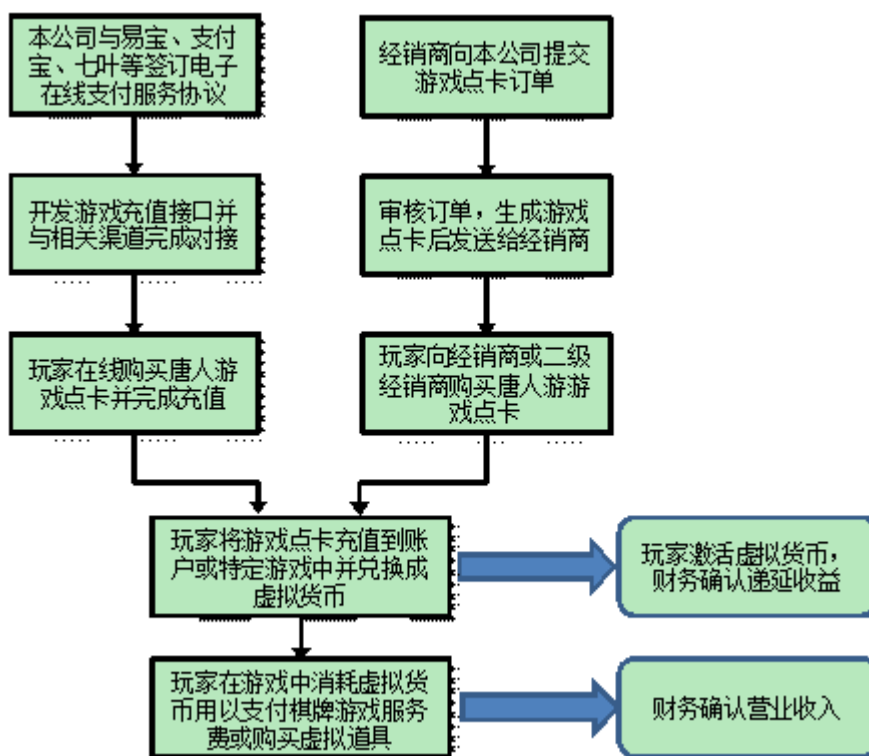 本公司与易宝、支付
宝、七叶等签订电子
在线支付服务协议
经销商向本公司提交
游戏点卡订单
开发游戏充值接口并
与相关渠道完成对接
审核订单，生成游戏
点卡后发送给经销商
玩家在线购买唐人游
戏点卡并完成充值
玩家向经销商或二级
经销商购买唐人游游
戏点卡
玩家将游戏点卡充值到账
户或特定游戏中并兑换成
虚拟货币
玩家激活虚拟货币，
财务确认递延收益
玩家在游戏中消耗虚拟货
币用以支付棋牌游戏服务
费或购买虚拟道具
财务确认营业收入